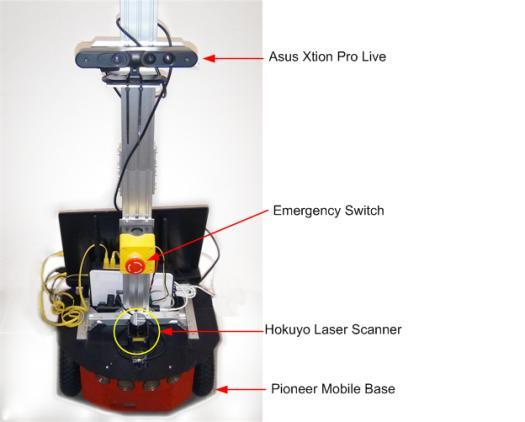 Asus Xtion Pro Live
Emergency Switch
Hokuyo Laser Scanner
Pioneer Mobile Base